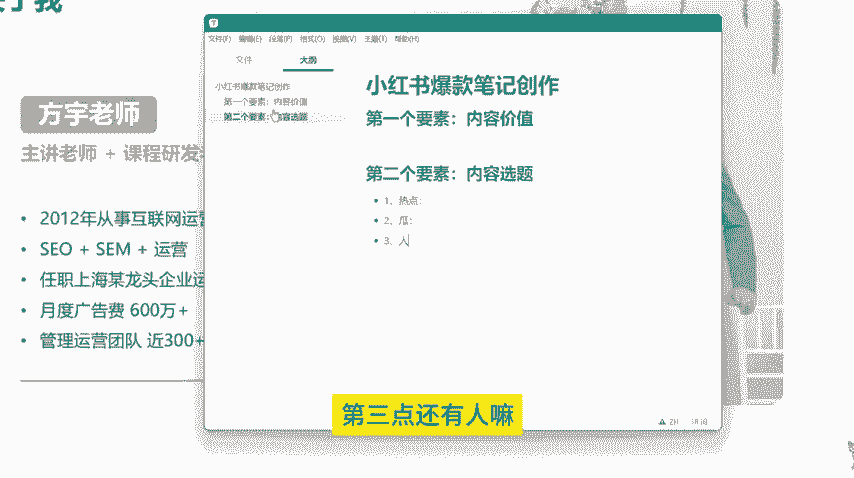 关于我
方宇老师
主讲老师 + 课程研发
2012年从事互联网运营
SEO + SEM + 运营
任职上海某龙头企业运
月度广告费 600万+
管理运营团队 近300+
文件(F) 编辑(E) 段落(P) 格式(O) 视图(V) 主题(T) 帮助(H)
文件 大纲
小红书爆款笔记创作
第一个要素：内容价值
第二个要素：内容选题
小红书爆款笔记创作
第一个要素：内容价值
第二个要素：内容选题
1、热点：
2、瓜：
3、人
第三点还有人嘛